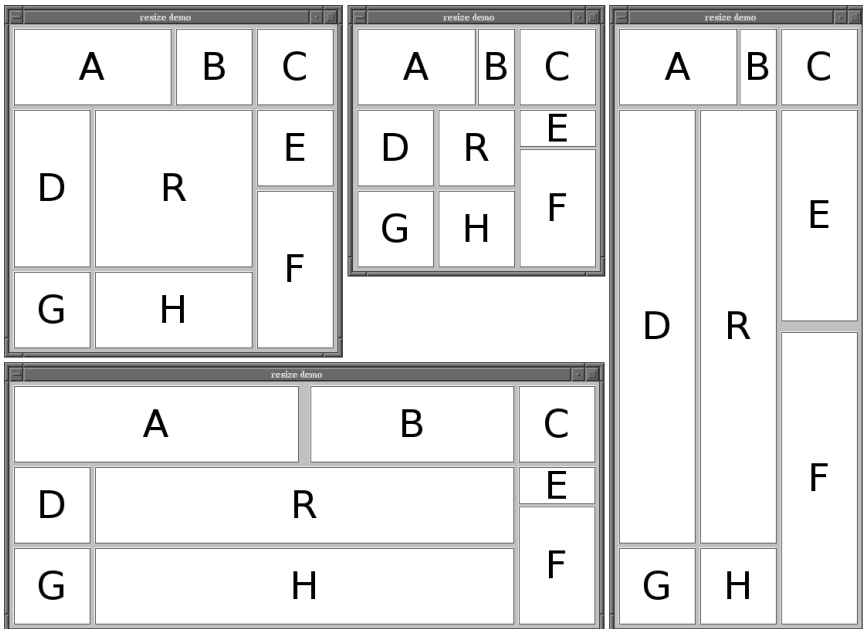 resize demo
A B C
D R E
F
G H
resize demo
A B C
D R E
F
G H
resize demo
A B C
E
D R
F
G H
resize demo
A B C
D R E
F
G H